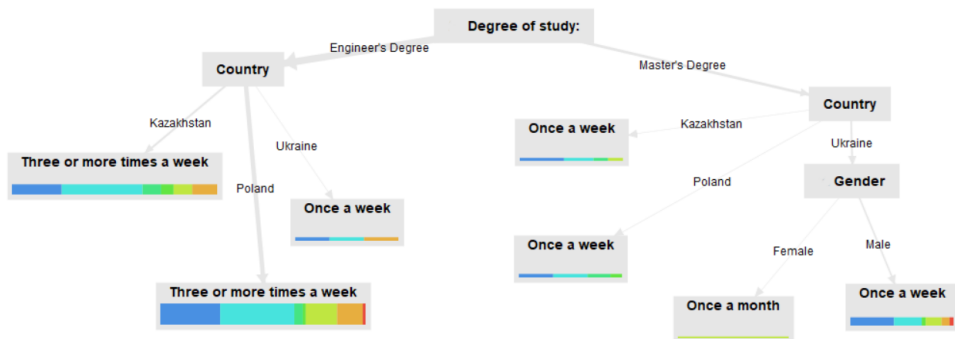 Degree of study:
Engineer's Degree
Master's Degree
Country
Country
Kazakhstan
Kazakhstan
Once a week
Ukraine
Ukraine
Three or more times a week
Poland
Poland
Gender
Once a week
Once a week
Female
Male
Three or more times a week
Once a month
Once a week